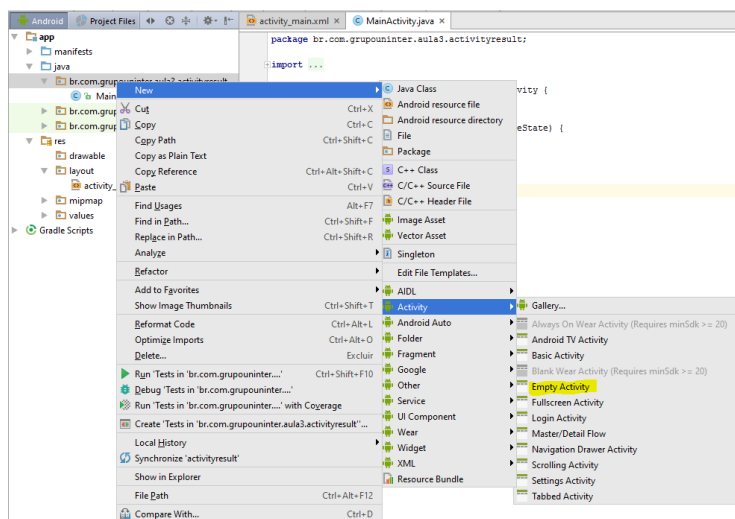 Android Project Files
activity_main.xml × MainActivity.java ×
app
manifests
java
br.com.grupouninter.aula3.activityresult
Main
br.com.grup
br.com.grup
res
drawable
layout
activity_
mipmap
values
Gradle Scripts
package br.com.grupouninter.aula3.activityresult;
import ...
vity {
eState) {
New
Cut Ctrl+X
Copy Ctrl+C
Copy Path Ctrl+Shift+C
Copy as Plain Text
Copy Reference Ctrl+Alt+Shift+C
Paste Ctrl+V
Find Usages Alt+F7
Find in Path... Ctrl+Shift+F
Replace in Path... Ctrl+Shift+R
Analyze
Refactor
Add to Favorites
Show Image Thumbnails Ctrl+Shift+T
Reformat Code Ctrl+Alt+L
Optimize Imports Ctrl+Alt+O
Delete... Excluir
Run 'Tests in 'br.com.grupouninter....' Ctrl+Shift+F10
Debug 'Tests in 'br.com.grupouninter....'
Run 'Tests in 'br.com.grupouninter....' with Coverage
Create 'Tests in 'br.com.grupouninter.aula3.activityresult''...
Local History
Synchronize 'activityresult'
Show in Explorer
File Path Ctrl+Alt+F12
Compare With... Ctrl+D
Java Class
Android resource file
Android resource directory
File
Package
C++ Class
C/C++ Source File
C/C++ Header File
Image Asset
Vector Asset
Singleton
Edit File Templates...
AIDL
Activity
Android Auto
Folder
Fragment
Google
Other
Service
UI Component
Wear
Widget
XML
Resource Bundle
Gallery...
Always On Wear Activity (Requires minSdk >= 20)
Android TV Activity
Basic Activity
Blank Wear Activity (Requires minSdk >= 20)
Empty Activity
Fullscreen Activity
Login Activity
Master/Detail Flow
Navigation Drawer Activity
Scrolling Activity
Settings Activity
Tabbed Activity